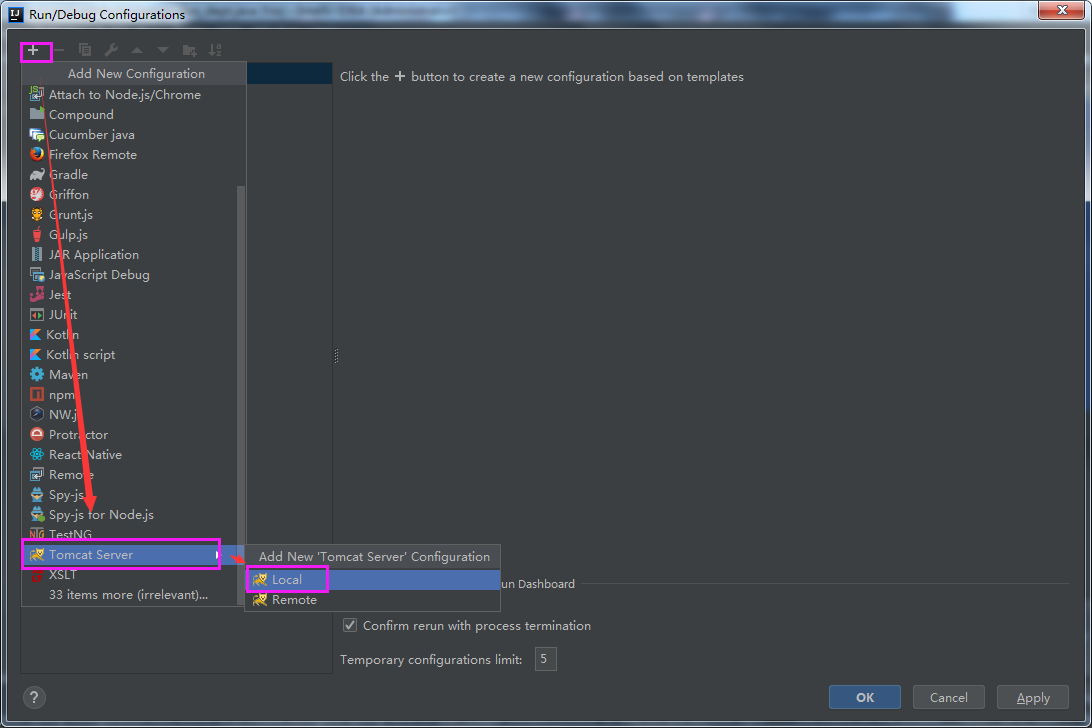 Run/Debug Configurations
Add New Configuration
Click the + button to create a new configuration based on templates
Attach to Node.js/Chrome
Compound
Cucumber java
Firefox Remote
Gradle
Griffon
Grunt.js
Gulp.js
JAR Application
JavaScript Debug
Jest
JUnit
Kotlin
Kotlin script
Maven
npm
NW.j
Protractor
React Native
Remote
Spy-js
Spy-js for Node.js
TestNG
Tomcat Server
Add New 'Tomcat Server' Configuration
XSLT
Local
un Dashboard
33 items more (irrelevant)...
Remote
Confirm rerun with process termination
Temporary configurations limit: 5
? OK Cancel Apply